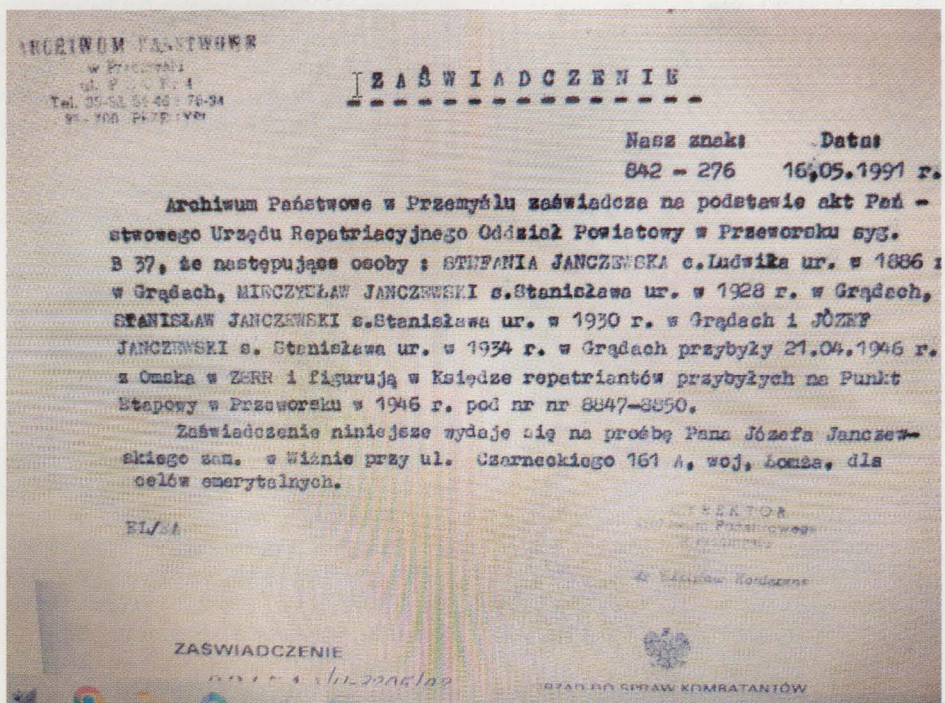 ARCHIWUM PAŃSTWOWE
w Przemyślu
ZAŚWIADCZENIE
Nasz znak: Data:
842 - 276 16.05.1991 r.
Archiwum Państwowe w Przemyślu zaświadcza na podstawie akt Pań -
stwowego Urzędu Repatriacyjnego Oddział Powiatowy w Przeworsku syg.
B 37, że następujące osoby : STEFANIA JANCZEWSKA c.Ludwika ur. w 1886 r
w Grądach, MIECZYSŁAW JANCZEWSKI s.Stanisława ur. w 1928 r. w Grądach,
STANISŁAW JANCZEWSKI s.Stanisława ur. w 1930 r. w Grądach i JÓZEF
JANCZEWSKI s. Stanisława ur. w 1934 r. w Grądach przybyły 21.04.1946 r.
z Omska w ZSRR i figurują w Księdze repatriantów przybyłych na Punkt
Etapowy w Przeworsku w 1946 r. pod nr nr 8847-8850.
Zaświadczenie niniejsze wydaje się na prośbę Pana Józefa Janczew-
skiego zam. w Wiźnie przy ul. Czarneckiego 161 A, woj. Łomża, dla
celów emerytalnych.
DYREKTOR
Archiwum Państwowego
ZAŚWIADCZENIE
URZĄD DO SPRAW KOMBATANTÓW